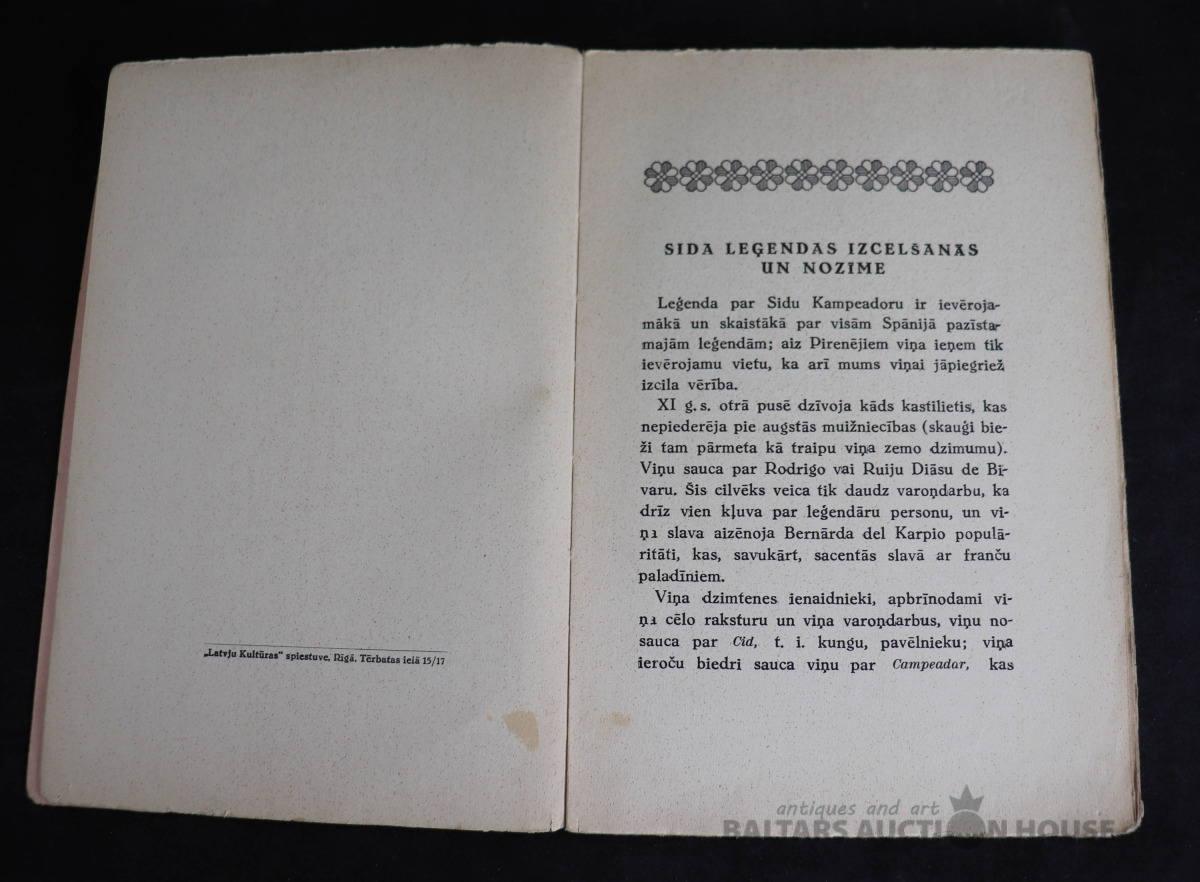 „Latvju Kultūras" spiestuve, Rīgā, Tērbatas ielā 15/17
SIDA LEĢENDAS IZCELŠANĀS
UN NOZĪME
Leģenda par Sidu Kampeadoru ir ievēroja-
mākā un skaistākā par visām Spānijā pazīsta-
majām leģendām; aiz Pirenējiem viņa ieņem tik
ievērojamu vietu, ka arī mums viņai jāpiegriež
izcila vērība.
XI g. s. otrā pusē dzīvoja kāds kastilietis, kas
nepiederēja pie augstās muižniecības (skauģi bie-
ži tam pārmeta kā traipu viņa zemo dzimumu).
Viņu sauca par Rodrigo vai Ruiju Diāsu de Bi-
varu. Šis cilvēks veica tik daudz varoņdarbu, ka
drīz vien kļuva par leģendāru personu, un vi-
ņa slava aizēnoja Bernārda del Karpio populā-
ritāti, kas, savukārt, sacentās slavā ar franču
paladīniem.
Viņa dzimtenes ienaidnieki, apbrīnodami vi-
ņa cēlo raksturu un viņa varoņdarbus, viņu no-
sauca par Cid, t. i. kungu, pavēlnieku; viņa
ieroču biedri sauca viņu par Campeadar, kas
antiques and art
BALTARS AUCTION HOUSE